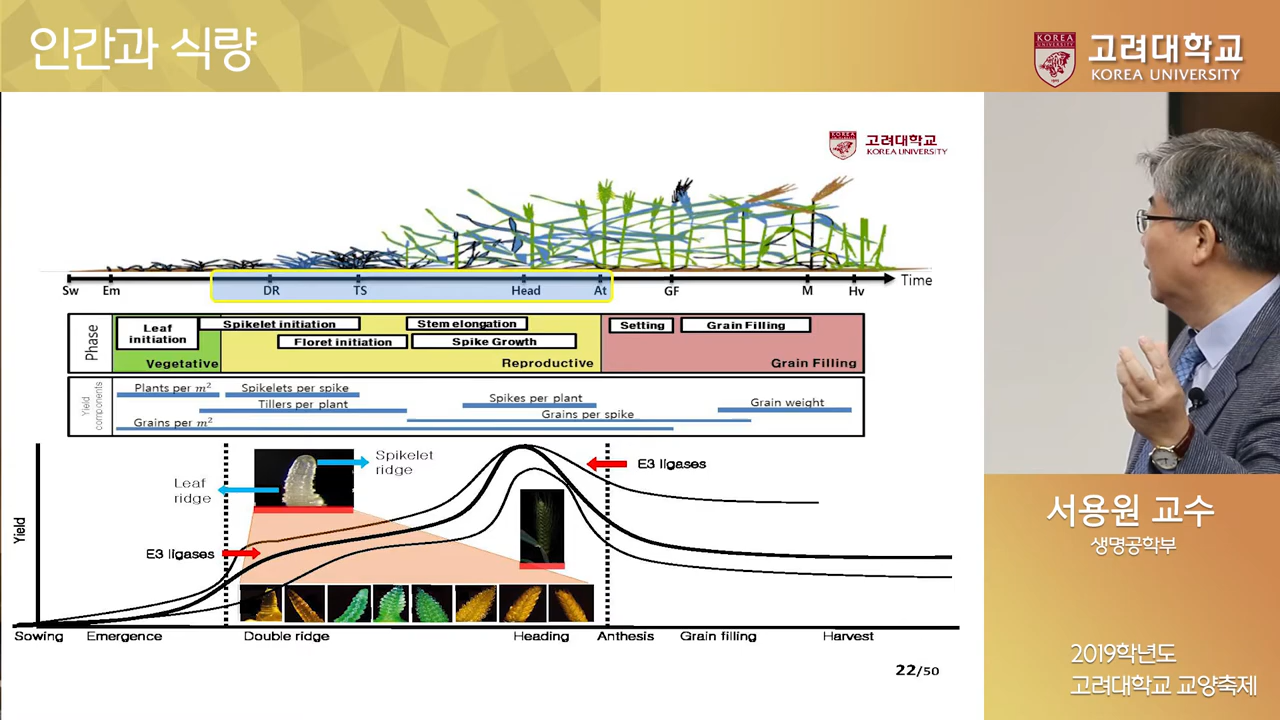 인간과 식량
KOREA
UNIVERSITY
고려대학교
KOREA UNIVERSITY
고려대학교
KOREA UNIVERSITY
Sw Em DR TS Head At GF M Hv Time
Phase
Leaf
initiation
Spikelet initiation
Floret initiation
Stem elongation
Spike Growth
Setting
Grain Filling
Vegetative
Reproductive
Grain Filling
Yield
components
Plants per m²
Spikelets per spike
Tillers per plant
Spikes per plant
Grains per spike
Grain weight
Grains per m²
Yield
Spikelet
ridge
Leaf
ridge
E3 ligases
E3 ligases
Sowing Emergence Double ridge Heading Anthesis Grain filling Harvest
22/50
서용원 교수
생명공학부
2019학년도
고려대학교 교양축제